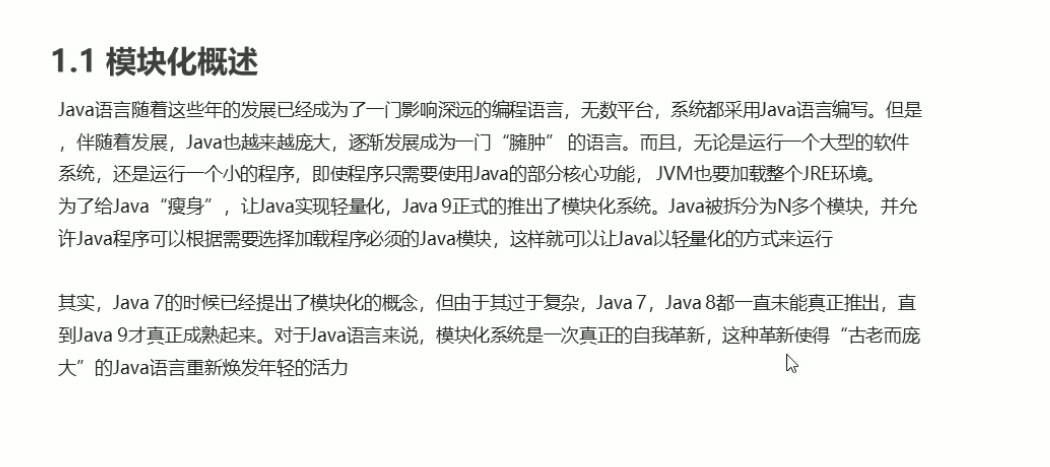 1.1 模块化概述
Java语言随着这些年的发展已经成为了一门影响深远的编程语言，无数平台，系统都采用Java语言编写。但是
，伴随着发展，Java也越来越庞大，逐渐发展成为一门“臃肿” 的语言。而且，无论是运行一个大型的软件
系统，还是运行一个小的程序，即使程序只需要使用Java的部分核心功能， JVM也要加载整个JRE环境。
为了给Java“瘦身”，让Java实现轻量化，Java 9正式的推出了模块化系统。Java被拆分为N多个模块，并允
许Java程序可以根据需要选择加载程序必须的Java模块，这样就可以让Java以轻量化的方式来运行
其实，Java 7的时候已经提出了模块化的概念，但由于其过于复杂，Java 7，Java 8都一直未能真正推出，直
到Java 9才真正成熟起来。对于Java语言来说，模块化系统是一次真正的自我革新，这种革新使得“古老而庞
大”的Java语言重新焕发年轻的活力